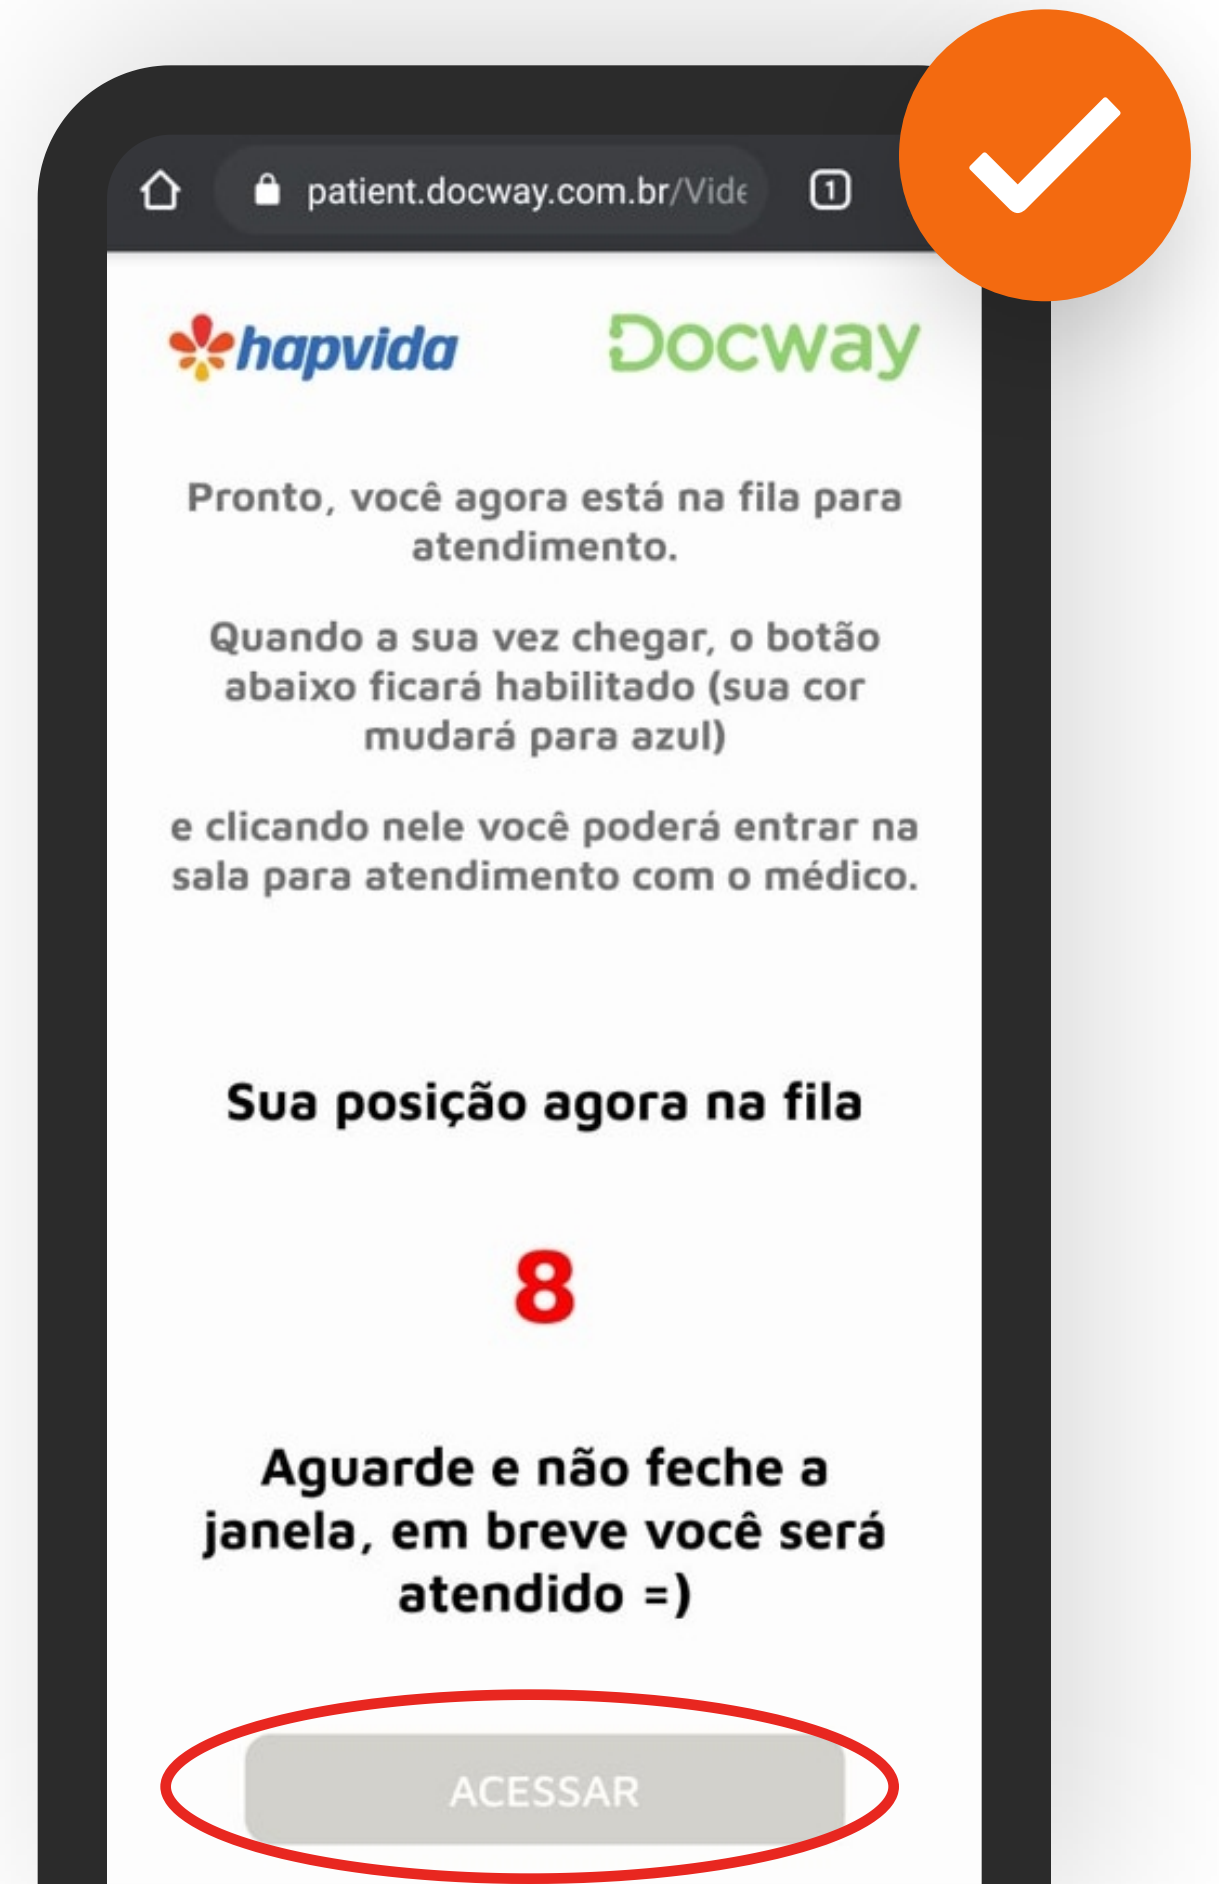 patient.docway.com.br/Vide
1
hapvida
Docway
Pronto, você agora está na fila para
atendimento.
Quando a sua vez chegar, o botão
abaixo ficará habilitado (sua cor
mudará para azul)
e clicando nele você poderá entrar na
sala para atendimento com o médico.
Sua posição agora na fila
8
Aguarde e não feche a
janela, em breve você será
atendido =)
ACESSAR